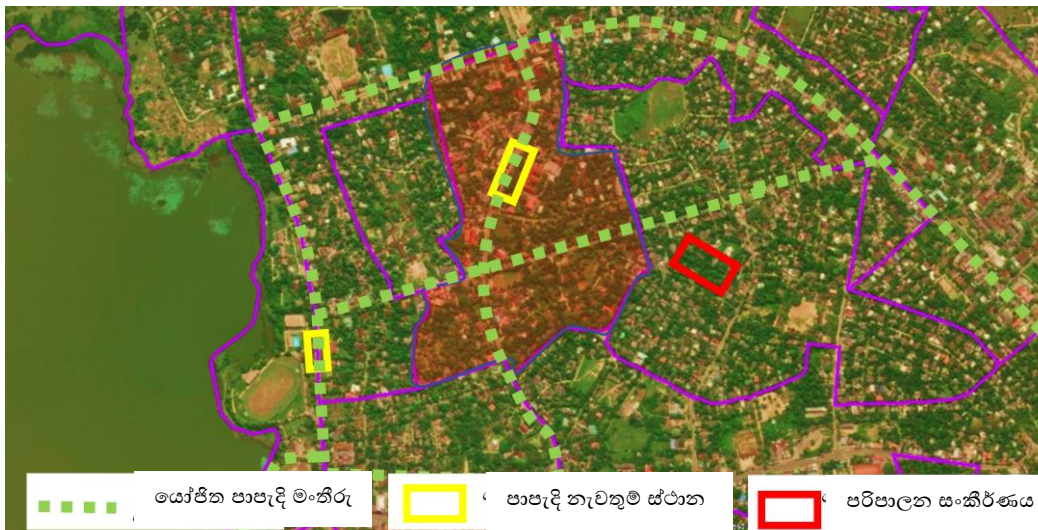 යෝජිත පාපැදි මංතීරු
පාපැදි නැවතුම් ස්ථාන
පරිපාලන සංකීර්ණය